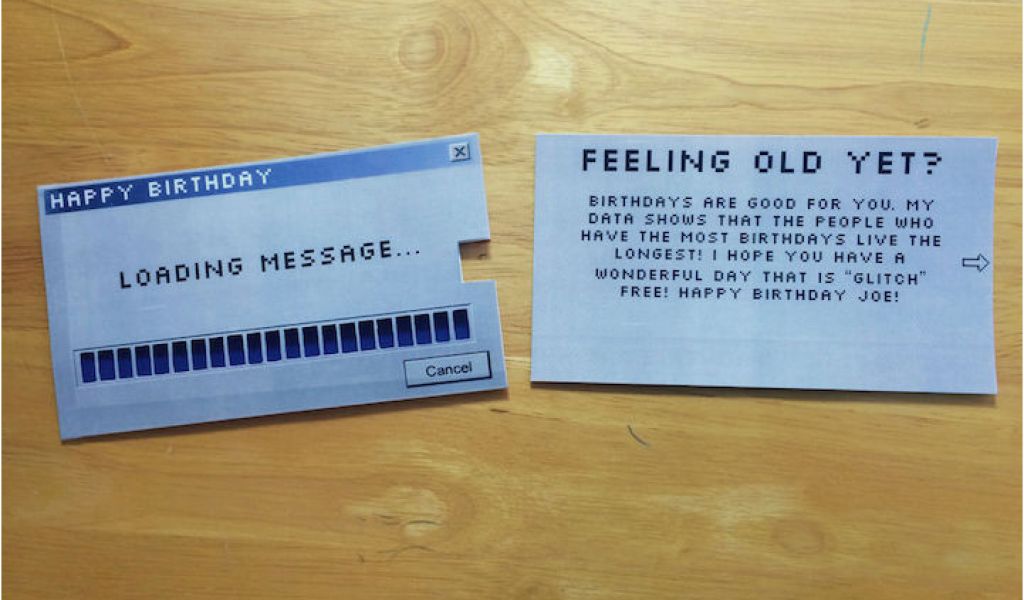 HAPPY BIRTHDAY
LOADING MESSAGE...
Cancel
FEELING OLD YET?
BIRTHDAYS ARE GOOD FOR YOU. MY
DATA SHOWS THAT THE PEOPLE WHO
HAVE THE MOST BIRTHDAYS LIVE THE
LONGEST! I HOPE YOU HAVE A
WONDERFUL DAY THAT IS "GLITCH"
FREE! HAPPY BIRTHDAY JOE!